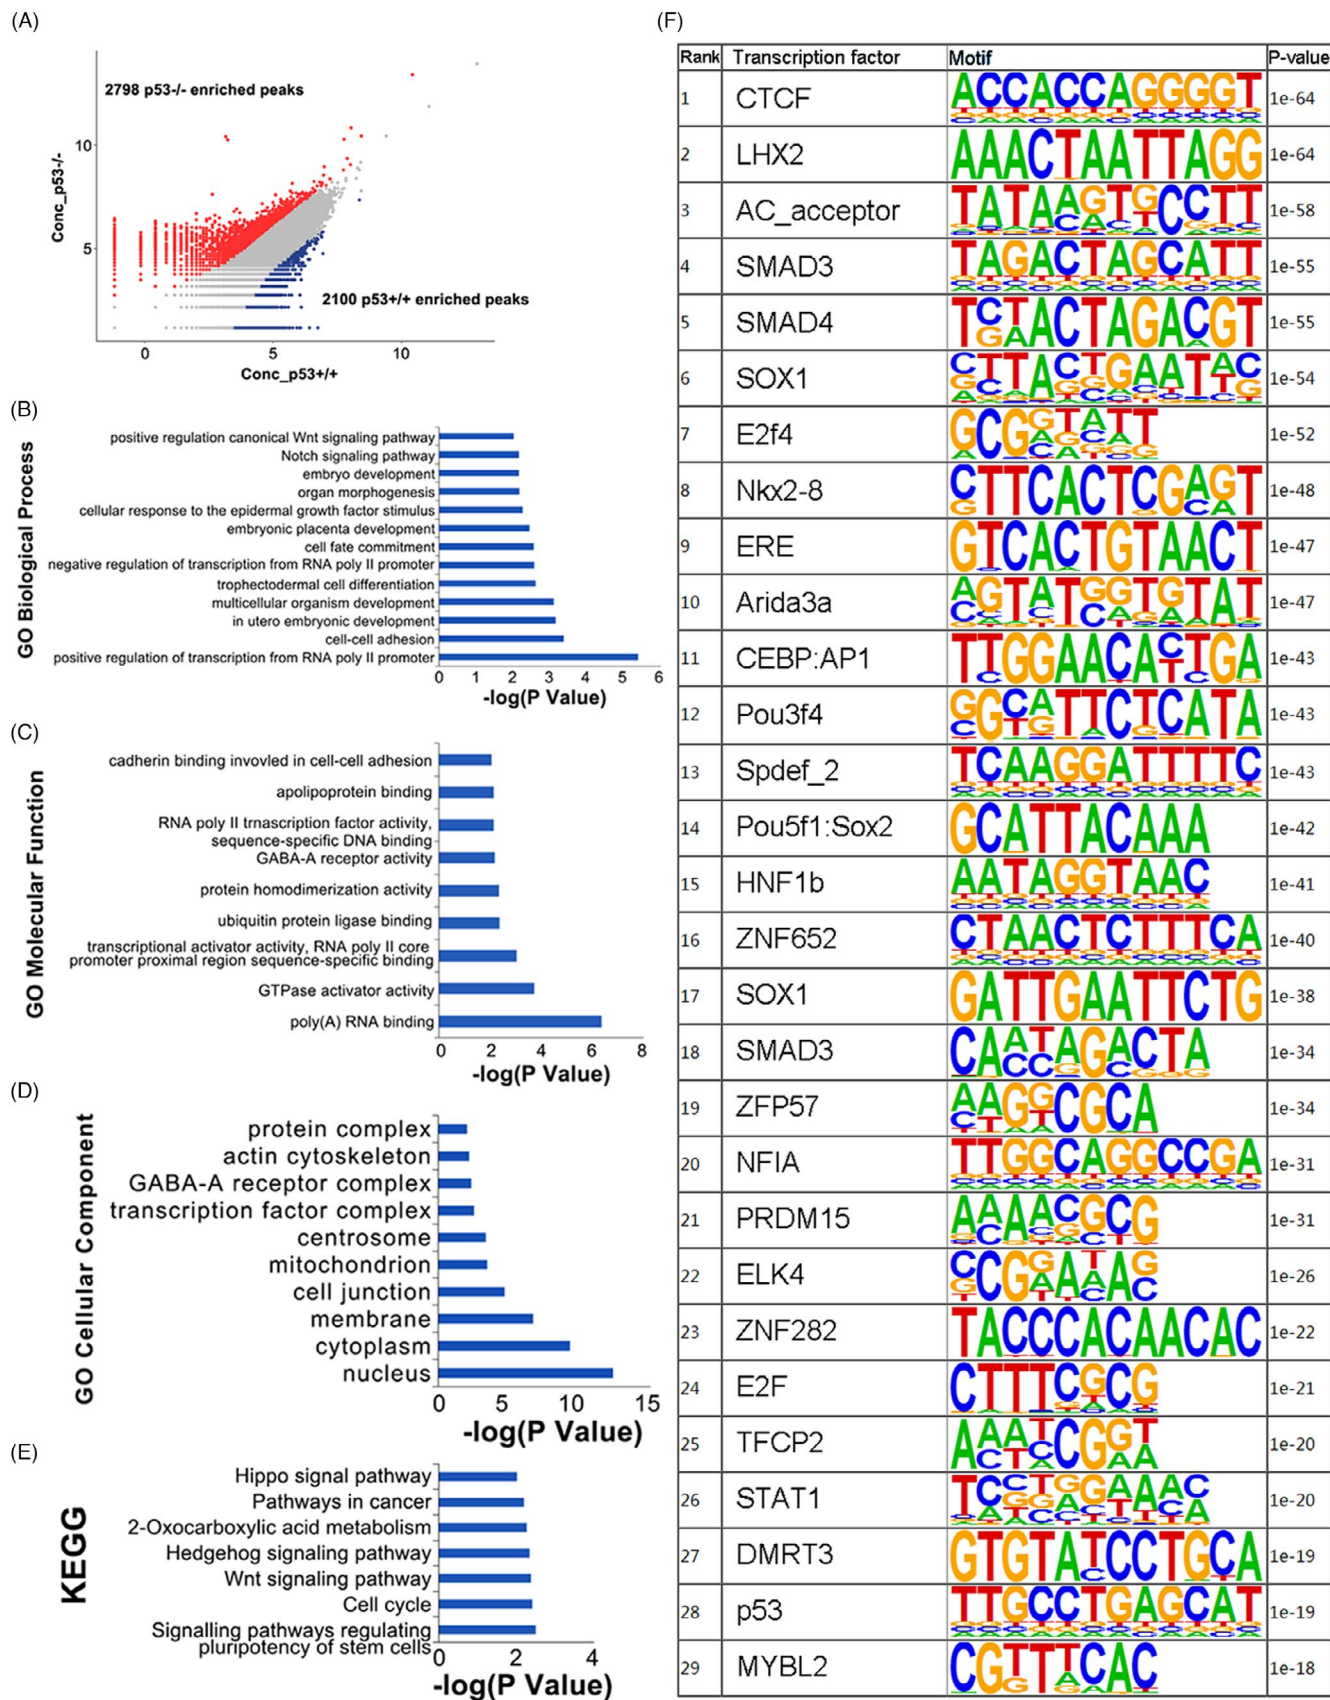 (A)
2798 p53-/- enriched peaks
10
5
Conc_p53-/-
2100 p53+/+ enriched peaks
0 5 10
Conc_p53+/+
(B)
GO Biological Process
positive regulation canonical Wnt signaling pathway
Notch signaling pathway
embryo development
organ morphogenesis
cellular response to the epidermal growth factor stimulus
embryonic placenta development
cell fate commitment
negative regulation of transcription from RNA poly II promoter
trophectodermal cell differentiation
multicellular organism development
in utero embryonic development
cell-cell adhesion
positive regulation of transcription from RNA poly II promoter
0 1 2 3 4 5 6
-log(P Value)
(C)
GO Molecular Function
cadherin binding invovled in cell-cell adhesion
apolipoprotein binding
RNA poly II trnascription factor activity,
sequence-specific DNA binding
GABA-A receptor activity
protein homodimerization activity
ubiquitin protein ligase binding
transcriptional activator activity, RNA poly II core
promoter proximal region sequence-specific binding
GTPase activator activity
poly(A) RNA binding
0 2 4 6 8
-log(P Value)
(D)
GO Cellular Component
protein complex
actin cytoskeleton
GABA-A receptor complex
transcription factor complex
centrosome
mitochondrion
cell junction
membrane
cytoplasm
nucleus
0 5 10 15
-log(P Value)
(E)
KEGG
Hippo signal pathway
Pathways in cancer
2-Oxocarboxylic acid metabolism
Hedgehog signaling pathway
Wnt signaling pathway
Cell cycle
Signalling pathways regulating
pluripotency of stem cells
0 2 4
-log(P Value)
(F)
Rank Transcription factor Motif P-value
1 CTCF ACCACCAGGGGT 1e-64
2 LHX2 AAACTAATTAGG 1e-64
3 AC_acceptor TATAAGTGCCTT 1e-58
4 SMAD3 TAGACTAGCATT 1e-55
5 SMAD4 TCTACTAGACGT 1e-55
6 SOX1 CTTACTGAATAC 1e-54
7 E2f4 GCGGTATT 1e-52
8 Nkx2-8 CTTCACTCGAGT 1e-48
9 ERE GTCACTGTAACT 1e-47
10 Arida3a AGTATGGTGTAT 1e-47
11 CEBP:AP1 TTGGAACACTGA 1e-43
12 Pou3f4 GGCATTCTCATA 1e-43
13 Spdef_2 TCAAGGATTTTC 1e-43
14 Pou5f1:Sox2 GCATTACAAA 1e-42
15 HNF1b AATAGGTAAC 1e-41
16 ZNF652 CTAACTCTTTCA 1e-40
17 SOX1 GATTGAATTCTG 1e-38
18 SMAD3 CAATAGACTA 1e-34
19 ZFP57 AAGGCGCA 1e-34
20 NFIA TTGGCAGGCCGA 1e-31
21 PRDM15 AAAACGCG 1e-31
22 ELK4 CCGGATAG 1e-26
23 ZNF282 TACCCACAACAC 1e-22
24 E2F CTTTCGCG 1e-21
25 TFCP2 AAATCGGT 1e-20
26 STAT1 TCCTGGAAAC 1e-20
27 DMRT3 GTGTATCCTGCA 1e-19
28 p53 TTGCCTGAGCAT 1e-19
29 MYBL2 CGTTTCAC 1e-18